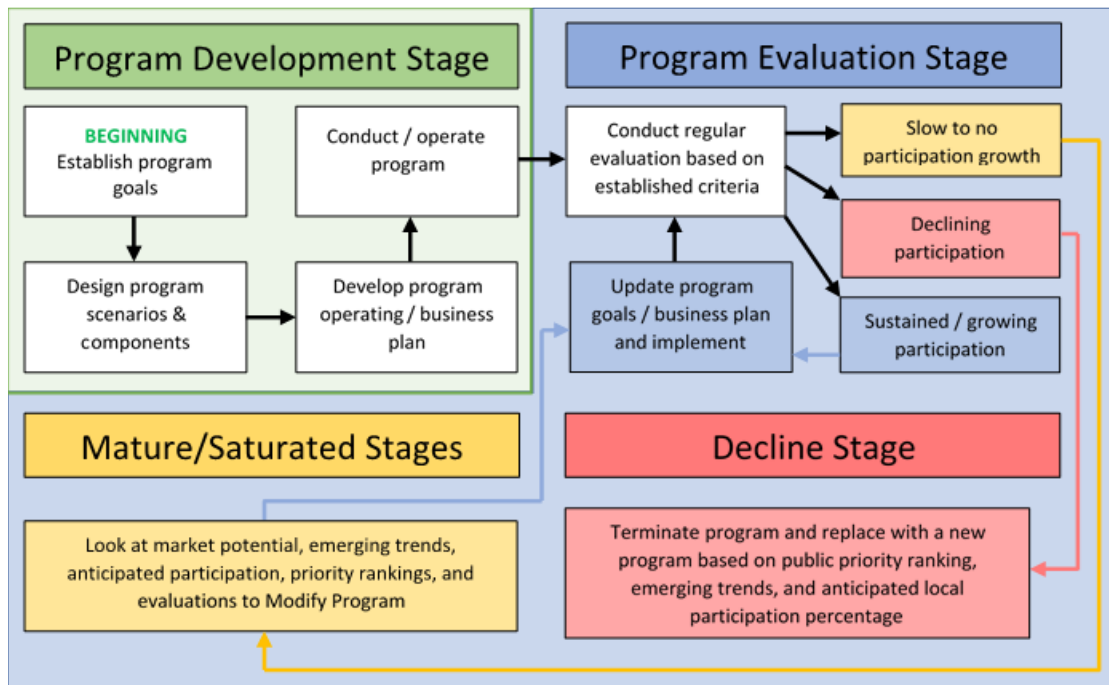 Program Development Stage
BEGINNING
Establish program
goals
Design program
scenarios &
components
Develop program
operating / business
plan
Conduct / operate
program
Program Evaluation Stage
Conduct regular
evaluation based on
established criteria
Slow to no
participation growth
Declining
participation
Sustained / growing
participation
Update program
goals / business plan
and implement
Mature/Saturated Stages
Look at market potential, emerging trends,
anticipated participation, priority rankings, and
evaluations to Modify Program
Decline Stage
Terminate program and replace with a new
program based on public priority ranking,
emerging trends, and anticipated local
participation percentage